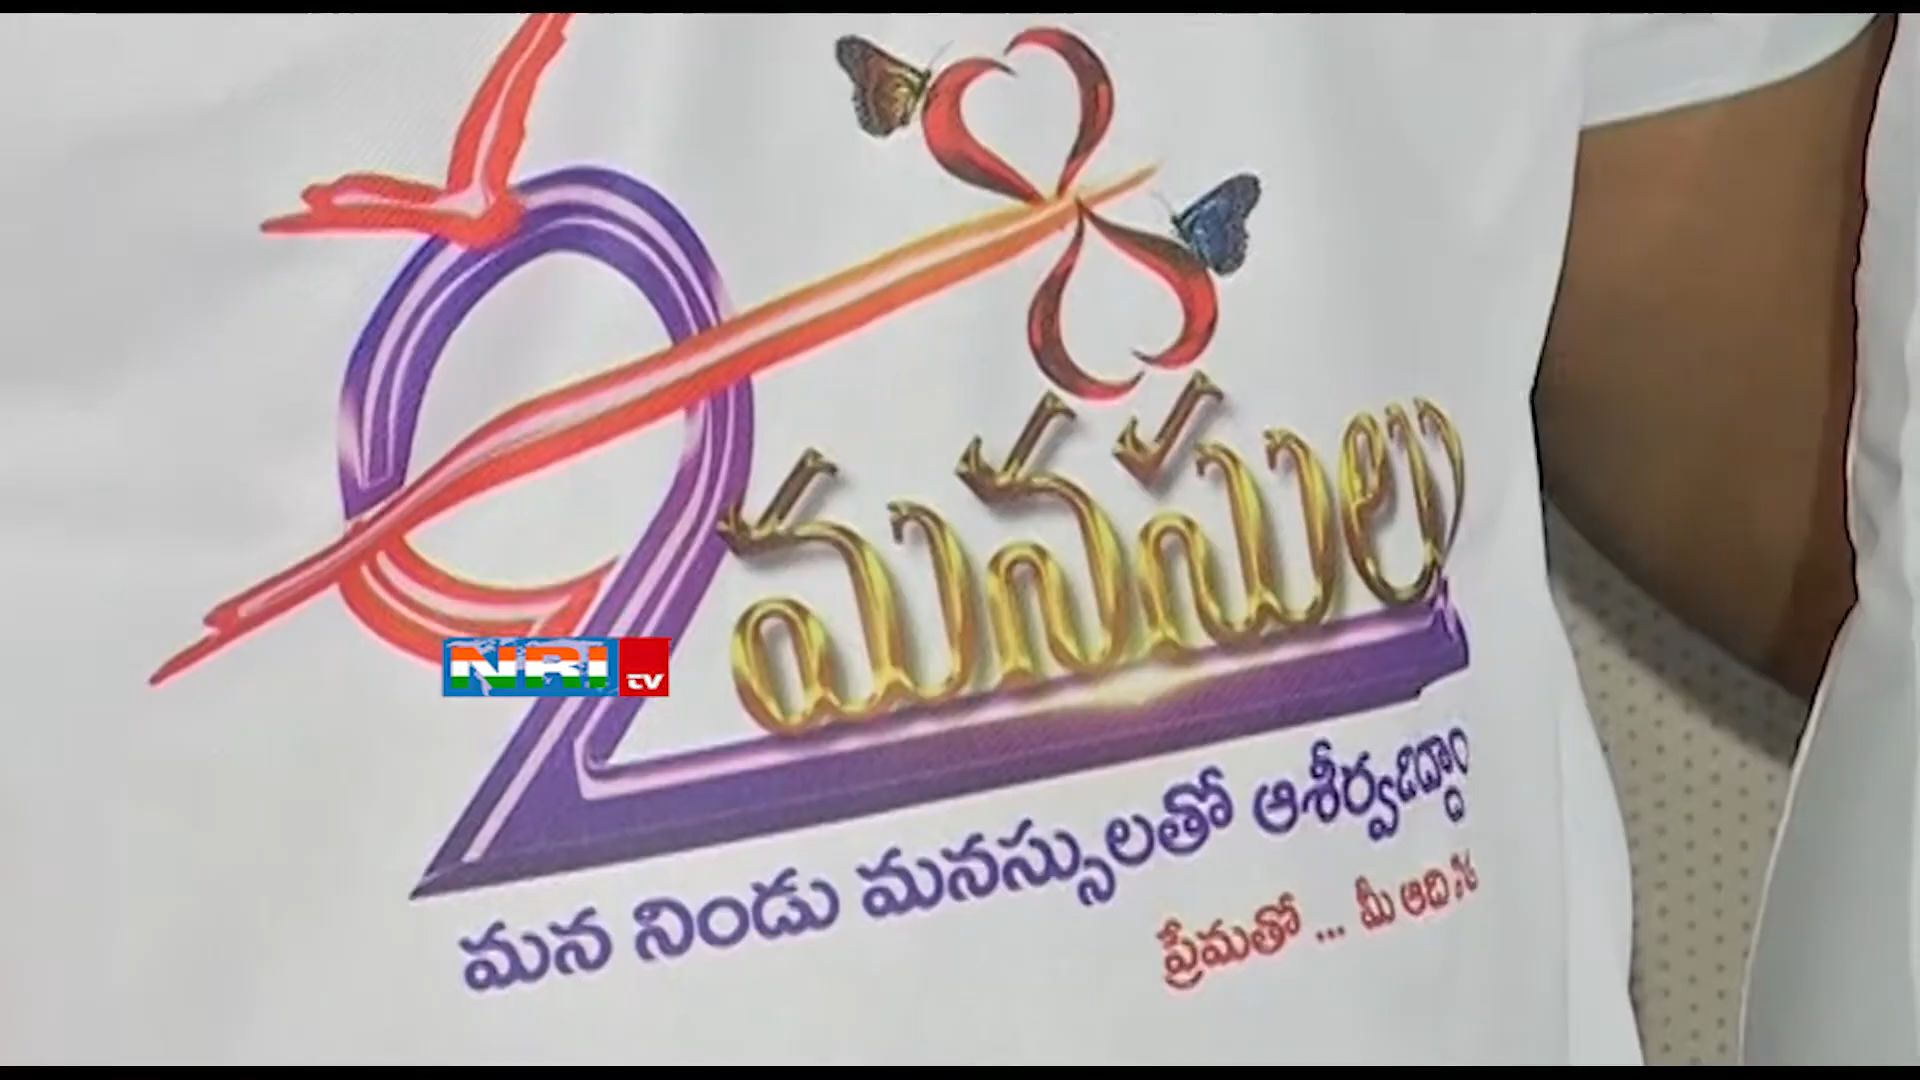 2 మనసులు
NRI TV
మన నిండు మనస్సులతో ఆశీర్వదిద్దాం
ప్రేమతో ... మీ ఆది